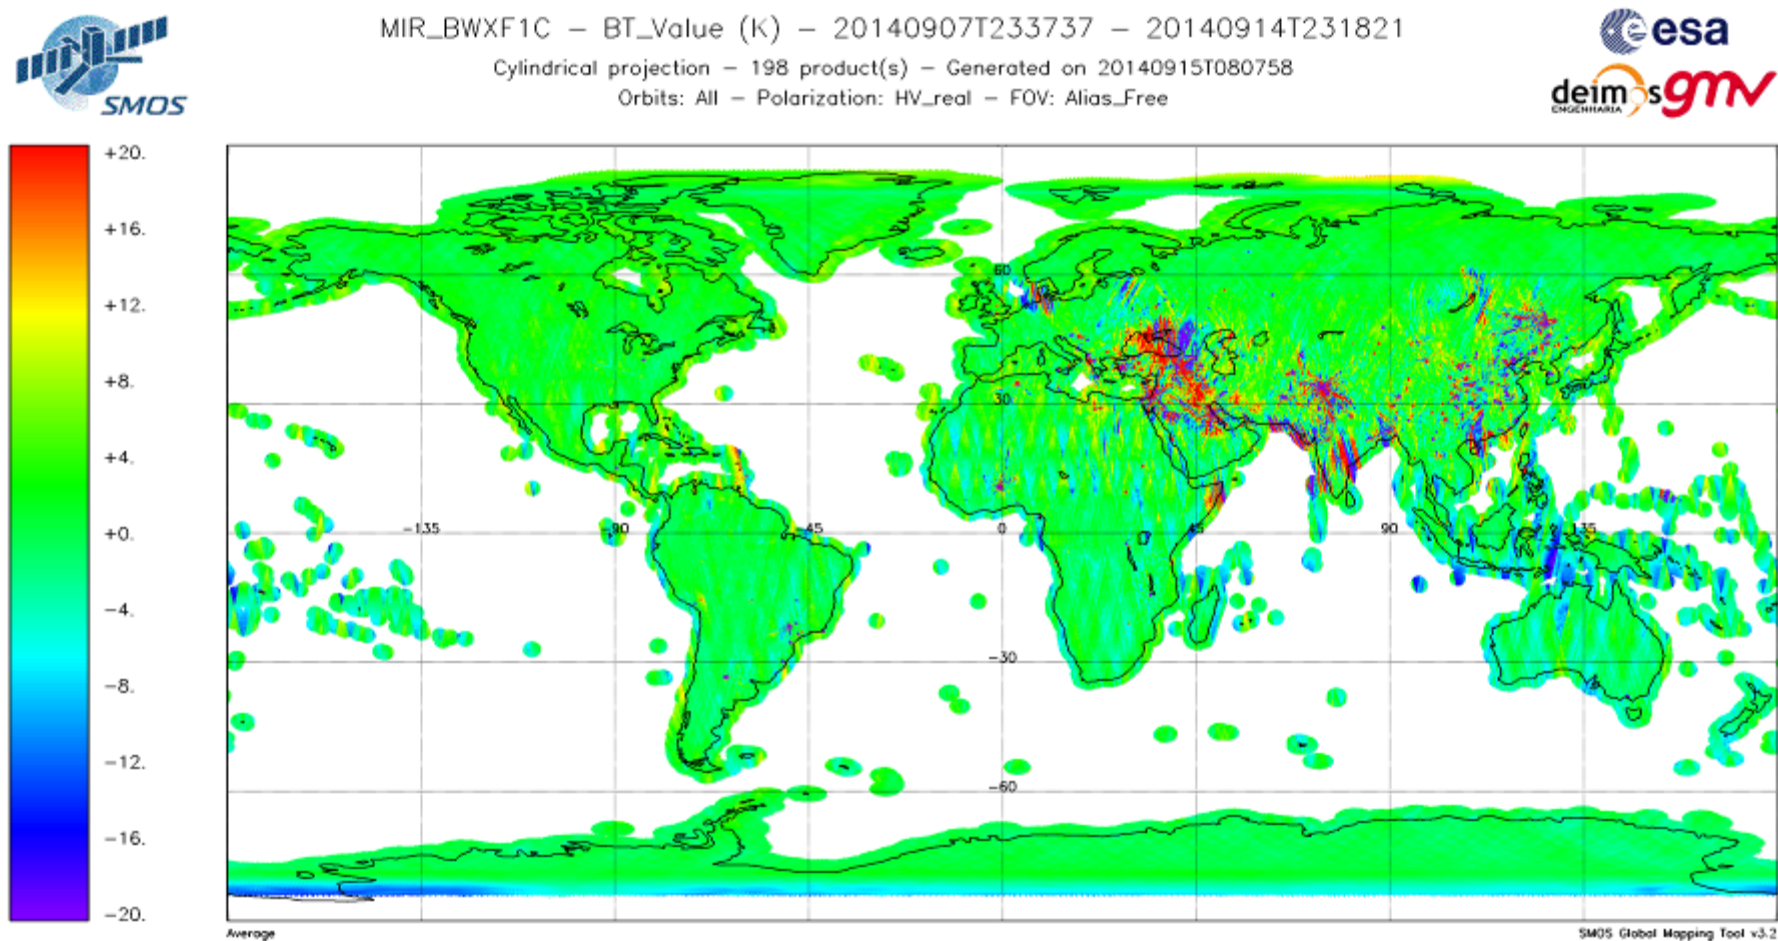 MIR_BWXF1C – BT_Value (K) – 20140907T233737 – 20140914T231821
Cylindrical projection – 198 product(s) – Generated on 20140915T080758
Orbits: All – Polarization: HV_real – FOV: Alias_Free
SMOS
esa
deimos gmv
ENGENHARIA
+20.
+16.
+12.
+8.
+4.
+0.
−4.
−8.
−12.
−16.
−20.
60
30
−135 −90 −45 0 45 90 135
−30
−60
Average
SMOS Global Mapping Tool v3.2